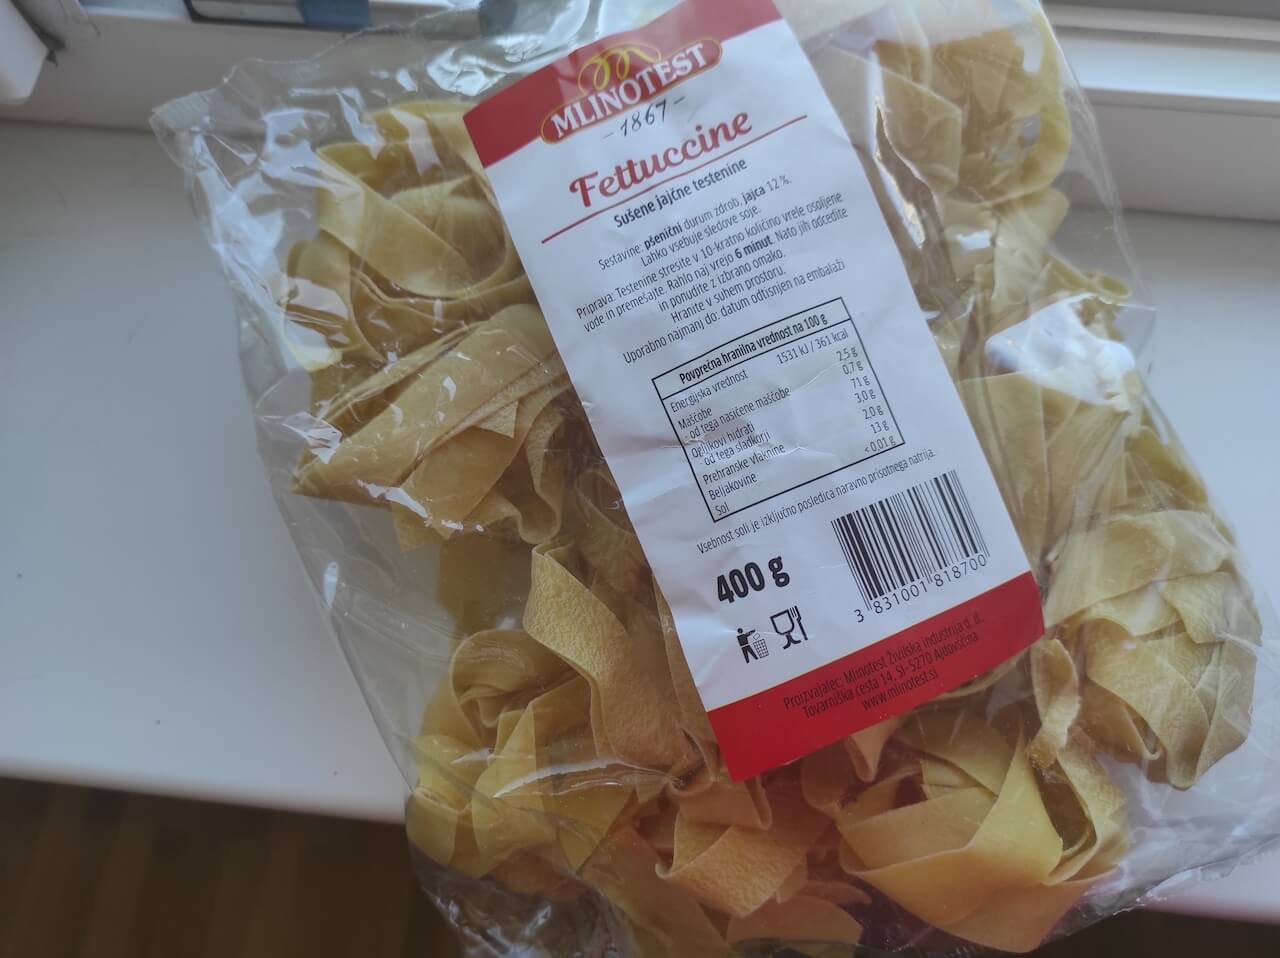 MLINOTEST
- 1867 -
Fettuccine
Sušene jajčne testenine
Sestavine: pšenični durum zdrob, jajca 12 %.
Lahko vsebuje sledove soje.
Priprava: Testenine stresite v 10-kratno količino vrele osoljene
vode in premešajte. Rahlo naj vrejo 6 minut. Nato jih odcedite
in ponudite z izbrano omako.
Hranite v suhem prostoru.
Uporabno najmanj do: datum odtisnjen na embalaži
Povprečna hranilna vrednost na 100 g
Energijska vrednost 1531 kJ / 361 kcal
Maščobe 2,5 g
- od tega nasičene maščobe 0,7 g
Ogljikovi hidrati 71 g
- od tega sladkorji 3,0 g
Prehranske vlaknine 2,0 g
Beljakovine 13 g
Sol <0,01 g
Vsebnost soli je izključno posledica naravno prisotnega natrija.
400 g
3 831001 818700
Proizvajalec: Mlinotest Živilska industrija d. d.,
Tovarniška cesta 14, SI-5270 Ajdovščina
www.mlinotest.si